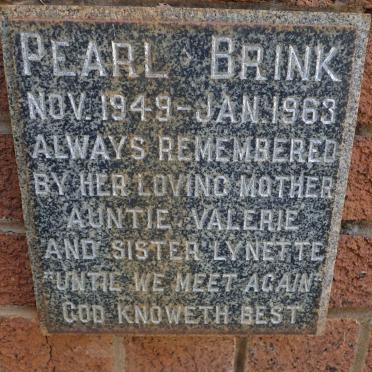 PEARL BRINK
NOV. 1949 - JAN. 1963
ALWAYS REMEMBERED
BY HER LOVING MOTHER
AUNTIE VALERIE
AND SISTER LYNETTE
"UNTIL WE MEET AGAIN"
GOD KNOWETH BEST